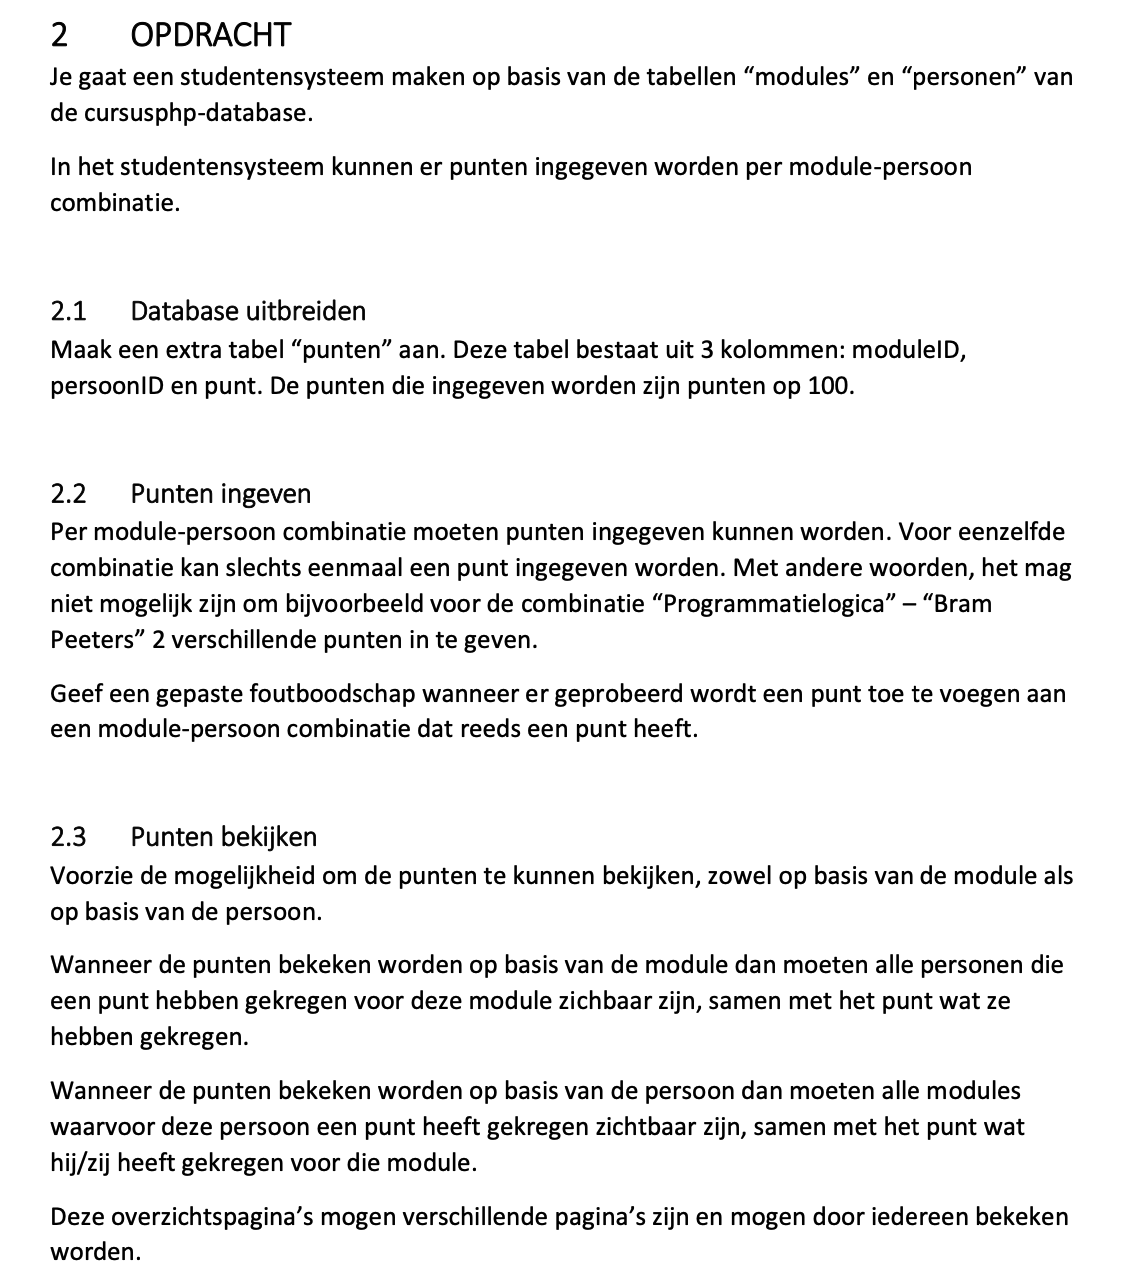 2 OPDRACHT
Je gaat een studentensysteem maken op basis van de tabellen “modules” en “personen” van
de cursusphp-database.
In het studentensysteem kunnen er punten ingegeven worden per module-persoon
combinatie.
2.1 Database uitbreiden
Maak een extra tabel “punten” aan. Deze tabel bestaat uit 3 kolommen: moduleID,
persoonID en punt. De punten die ingegeven worden zijn punten op 100.
2.2 Punten ingeven
Per module-persoon combinatie moeten punten ingegeven kunnen worden. Voor eenzelfde
combinatie kan slechts eenmaal een punt ingegeven worden. Met andere woorden, het mag
niet mogelijk zijn om bijvoorbeeld voor de combinatie “Programmatielogica” – “Bram
Peeters” 2 verschillende punten in te geven.
Geef een gepaste foutboodschap wanneer er geprobeerd wordt een punt toe te voegen aan
een module-persoon combinatie dat reeds een punt heeft.
2.3 Punten bekijken
Voorzie de mogelijkheid om de punten te kunnen bekijken, zowel op basis van de module als
op basis van de persoon.
Wanneer de punten bekeken worden op basis van de module dan moeten alle personen die
een punt hebben gekregen voor deze module zichbaar zijn, samen met het punt wat ze
hebben gekregen.
Wanneer de punten bekeken worden op basis van de persoon dan moeten alle modules
waarvoor deze persoon een punt heeft gekregen zichtbaar zijn, samen met het punt wat
hij/zij heeft gekregen voor die module.
Deze overzichtspagina’s mogen verschillende pagina’s zijn en mogen door iedereen bekeken
worden.